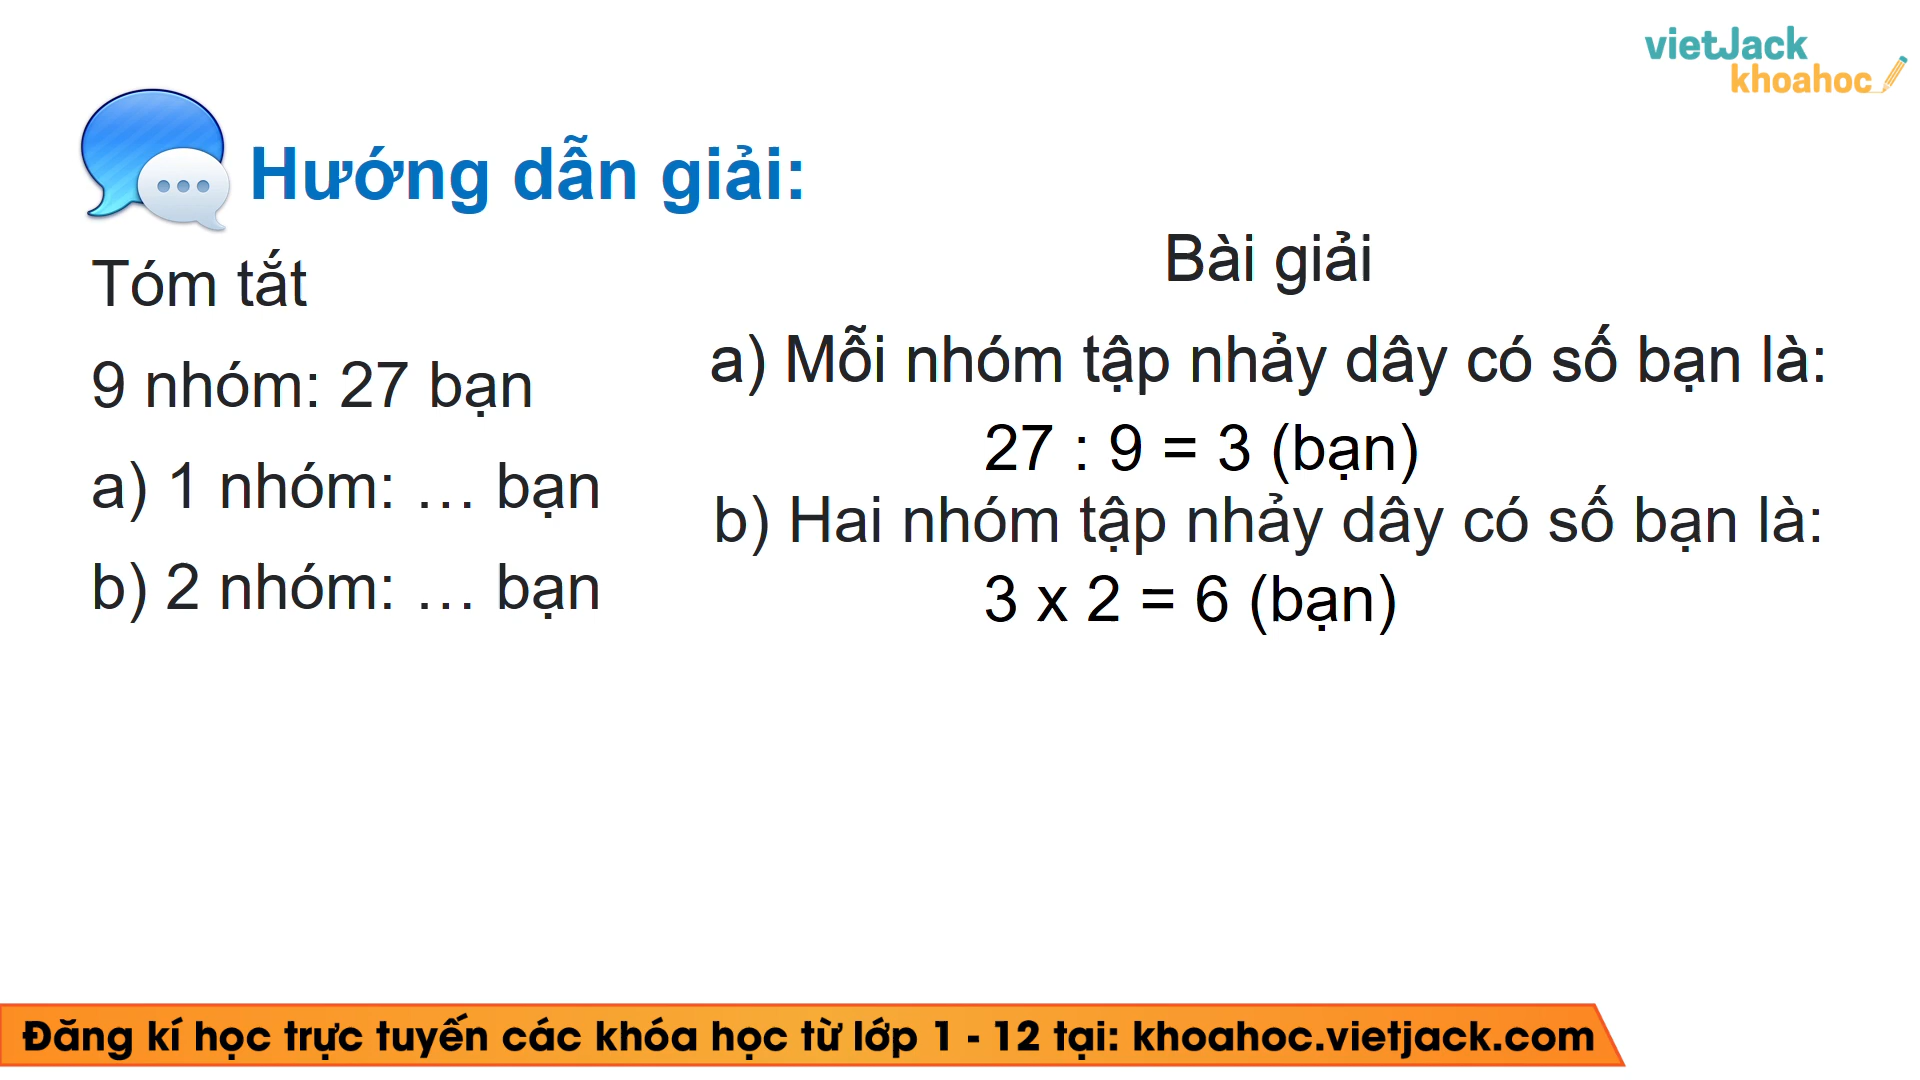 vietJack
khoahoc
Hướng dẫn giải:
Tóm tắt
9 nhóm: 27 bạn
a) 1 nhóm: … bạn
b) 2 nhóm: … bạn
Bài giải
a) Mỗi nhóm tập nhảy dây có số bạn là:
27 : 9 = 3 (bạn)
b) Hai nhóm tập nhảy dây có số bạn là:
3 x 2 = 6 (bạn)
Đăng kí học trực tuyến các khóa học từ lớp 1 - 12 tại: khoahoc.vietjack.com